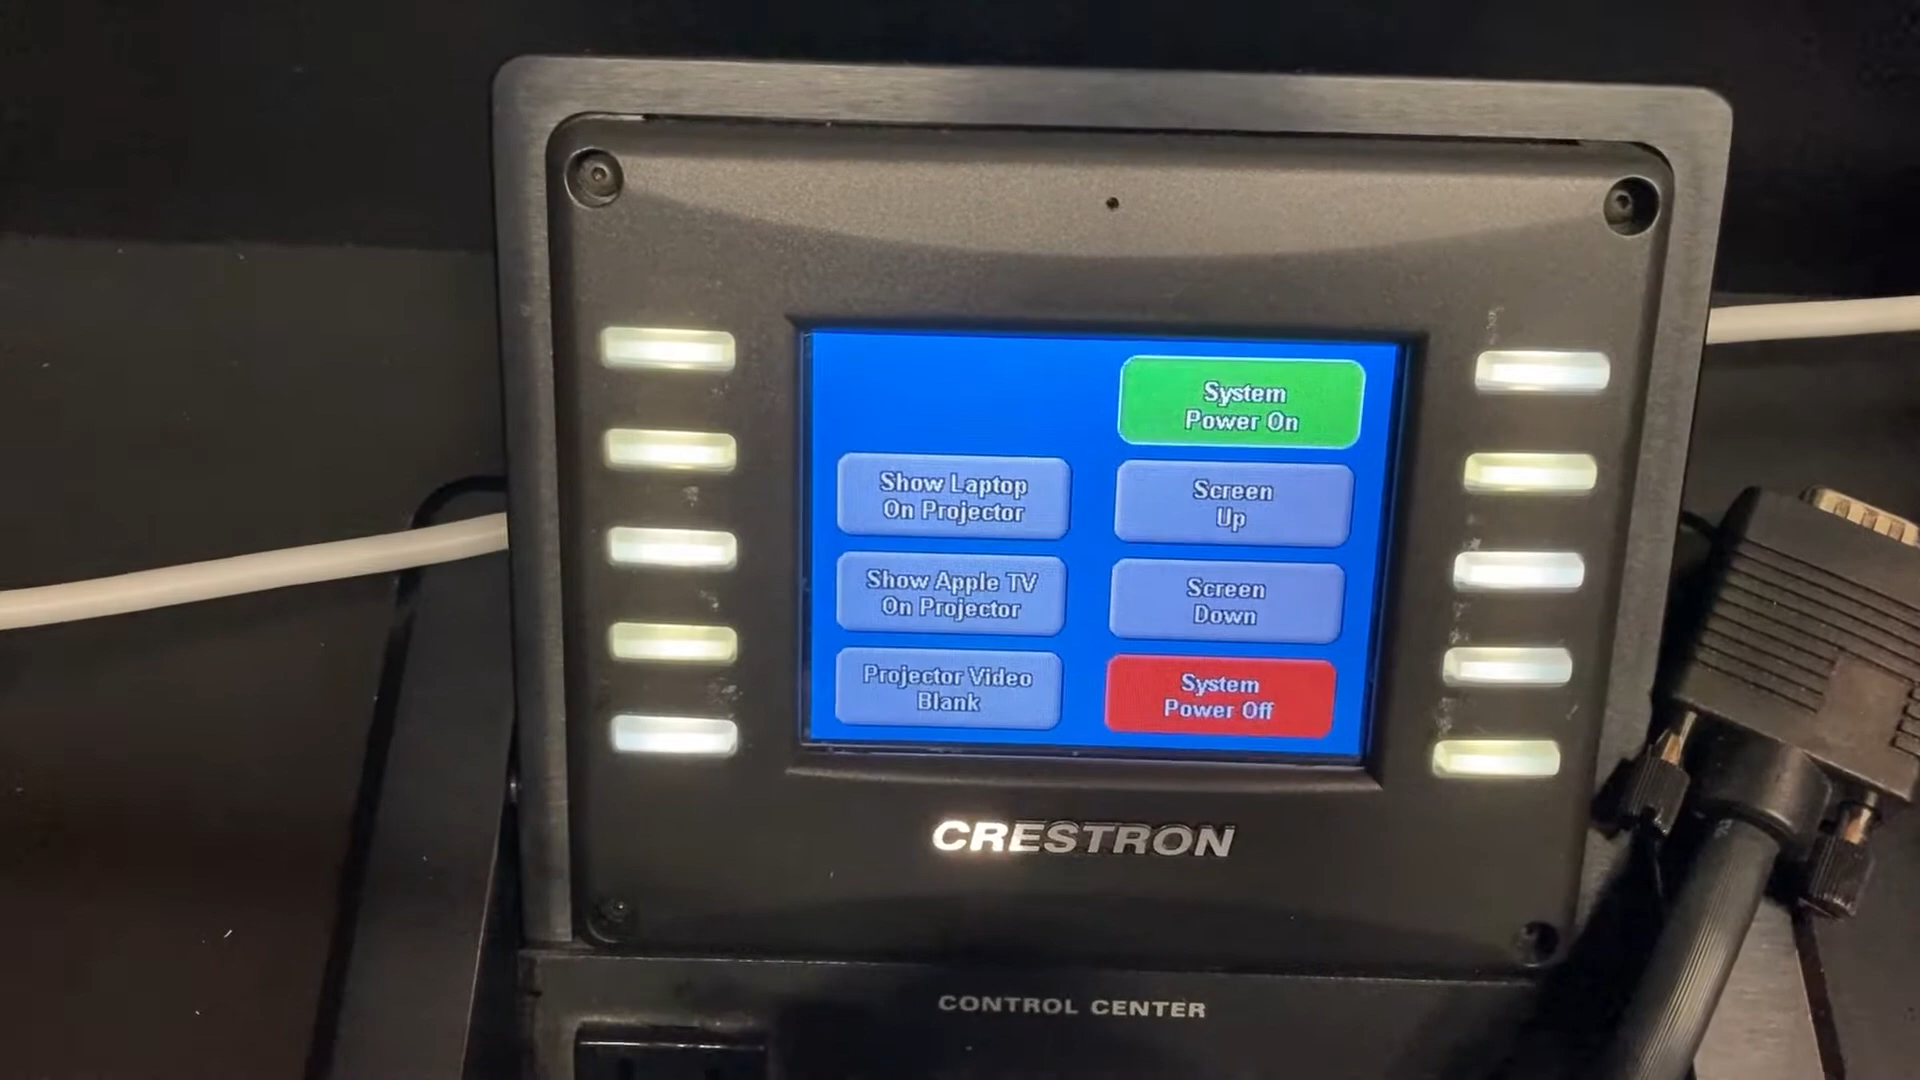 System
Power On
Show Laptop
On Projector
Screen
Up
Show Apple TV
On Projector
Screen
Down
Projector Video
Blank
System
Power Off
CRESTRON
CONTROL CENTER